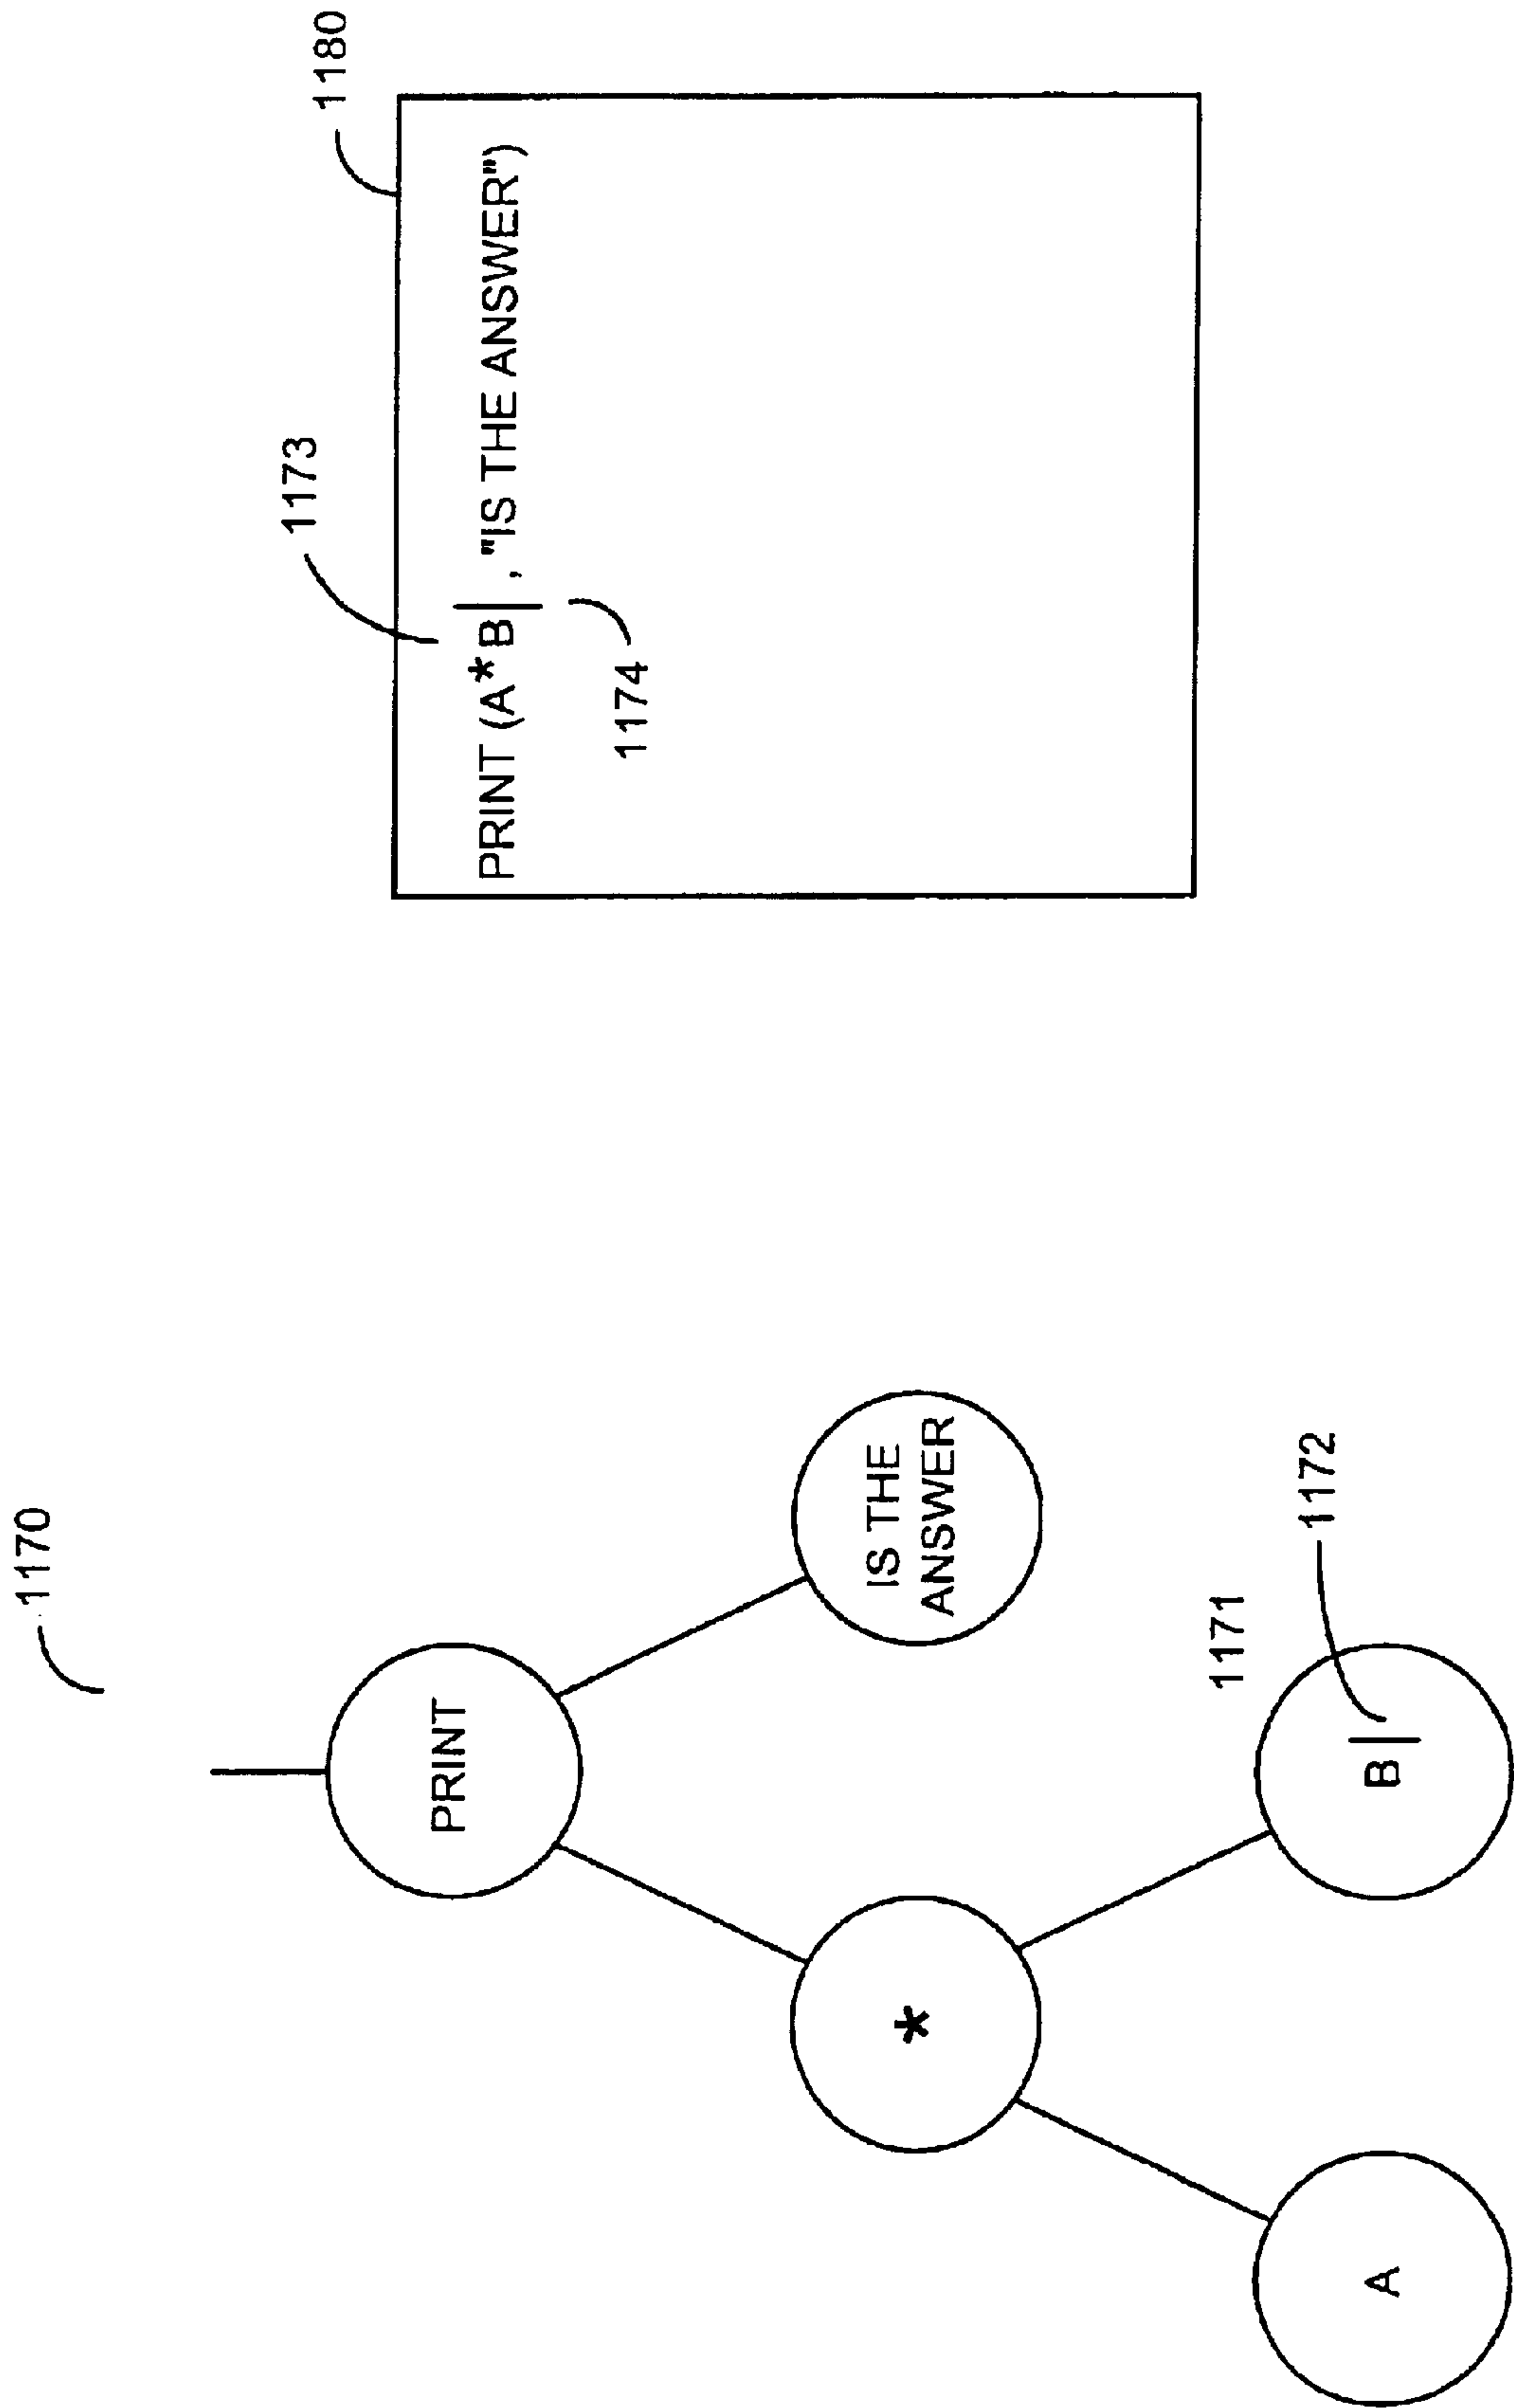 1170
PRINT
*
IS THE
ANSWER
A
B|
1171
1172
1180
1173
PRINT (A*B| , "IS THE ANSWER")
1174